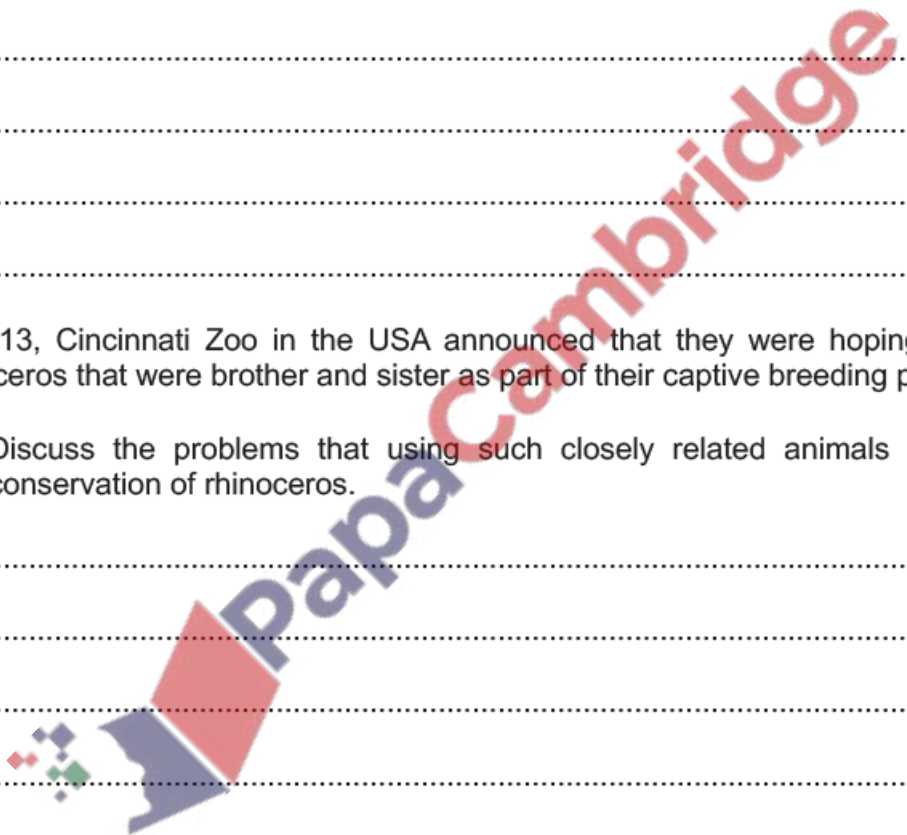 13, Cincinnati Zoo in the USA announced that they were hoping
ceros that were brother and sister as part of their captive breeding p
Discuss the problems that using such closely related animals
conservation of rhinoceros.
PapaCambridge